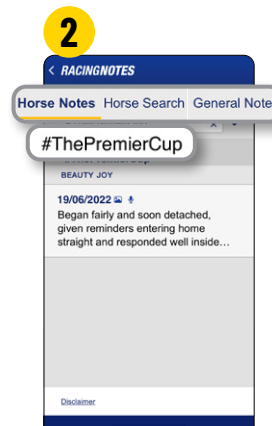 2
< RACINGNOTES
Horse Notes Horse Search General Note
#ThePremierCup
BEAUTY JOY
19/06/2022
Began fairly and soon detached,
given reminders entering home
straight and responded well inside…
Disclaimer